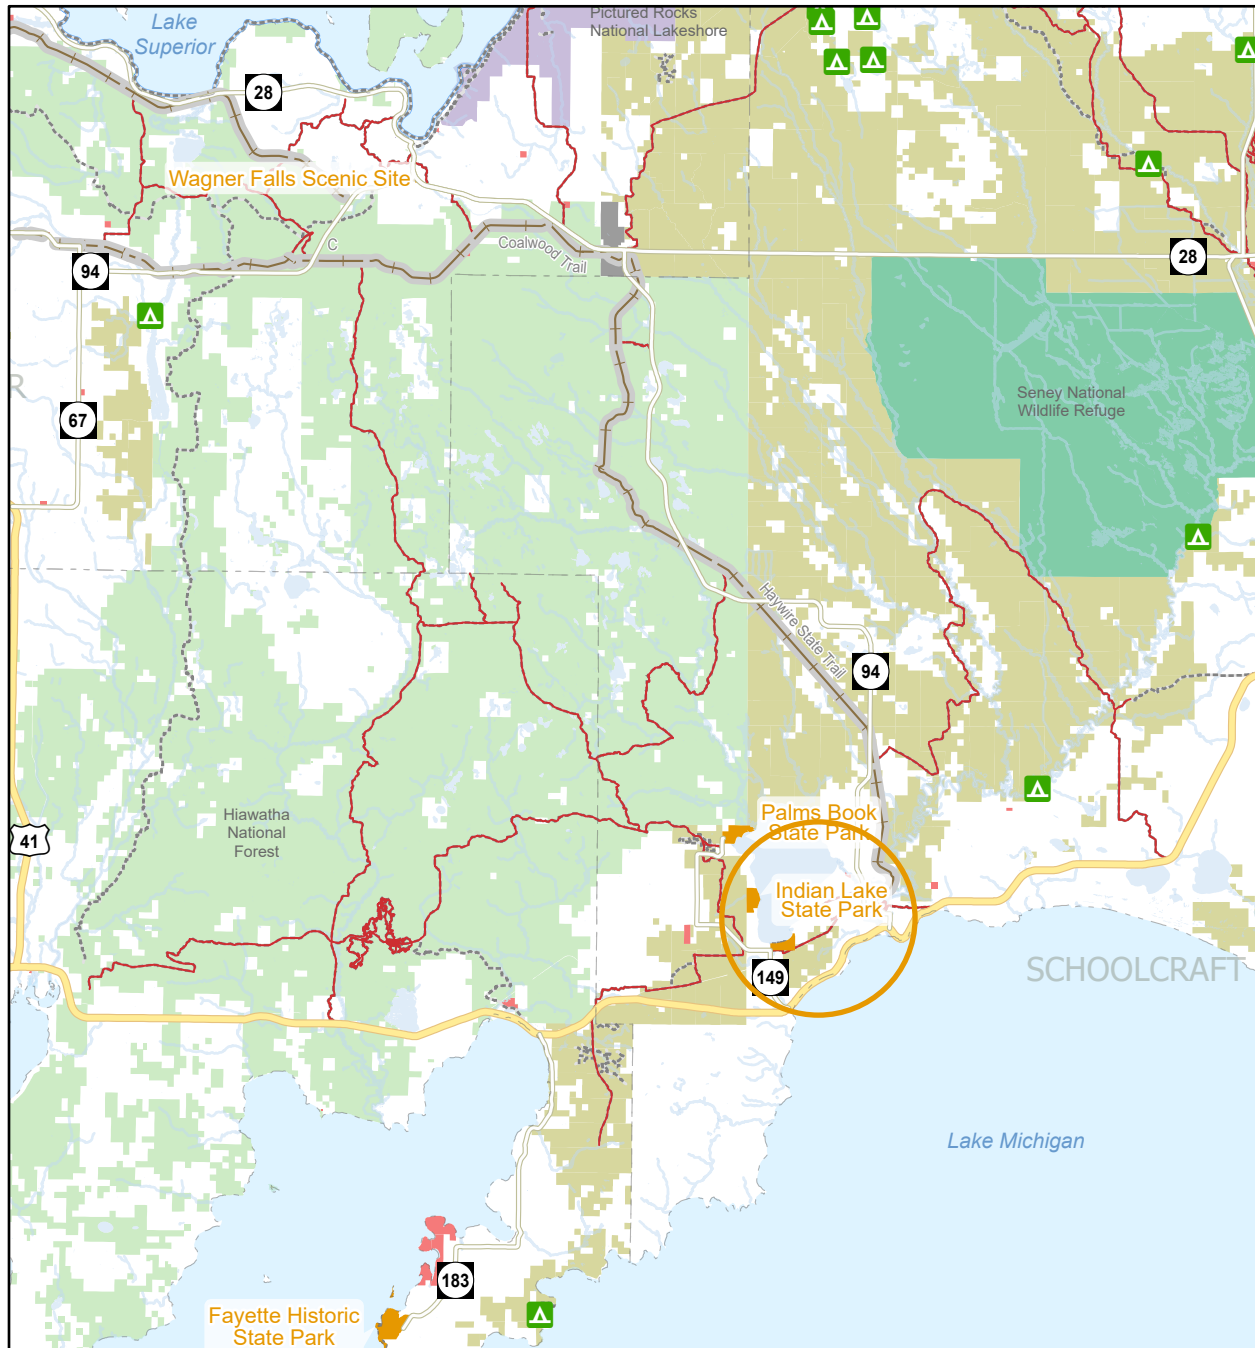 Pictured Rocks
National Lakeshore
Lake
Superior
28
Wagner Falls Scenic Site
C
Coalwood Trail
94
28
67
Seney National
Wildlife Refuge
Haywire State Trail
94
41
Hiawatha
National
Forest
Palms Book
State Park
Indian Lake
State Park
149
SCHOOLCRAFT
Lake Michigan
183
Fayette Historic
State Park